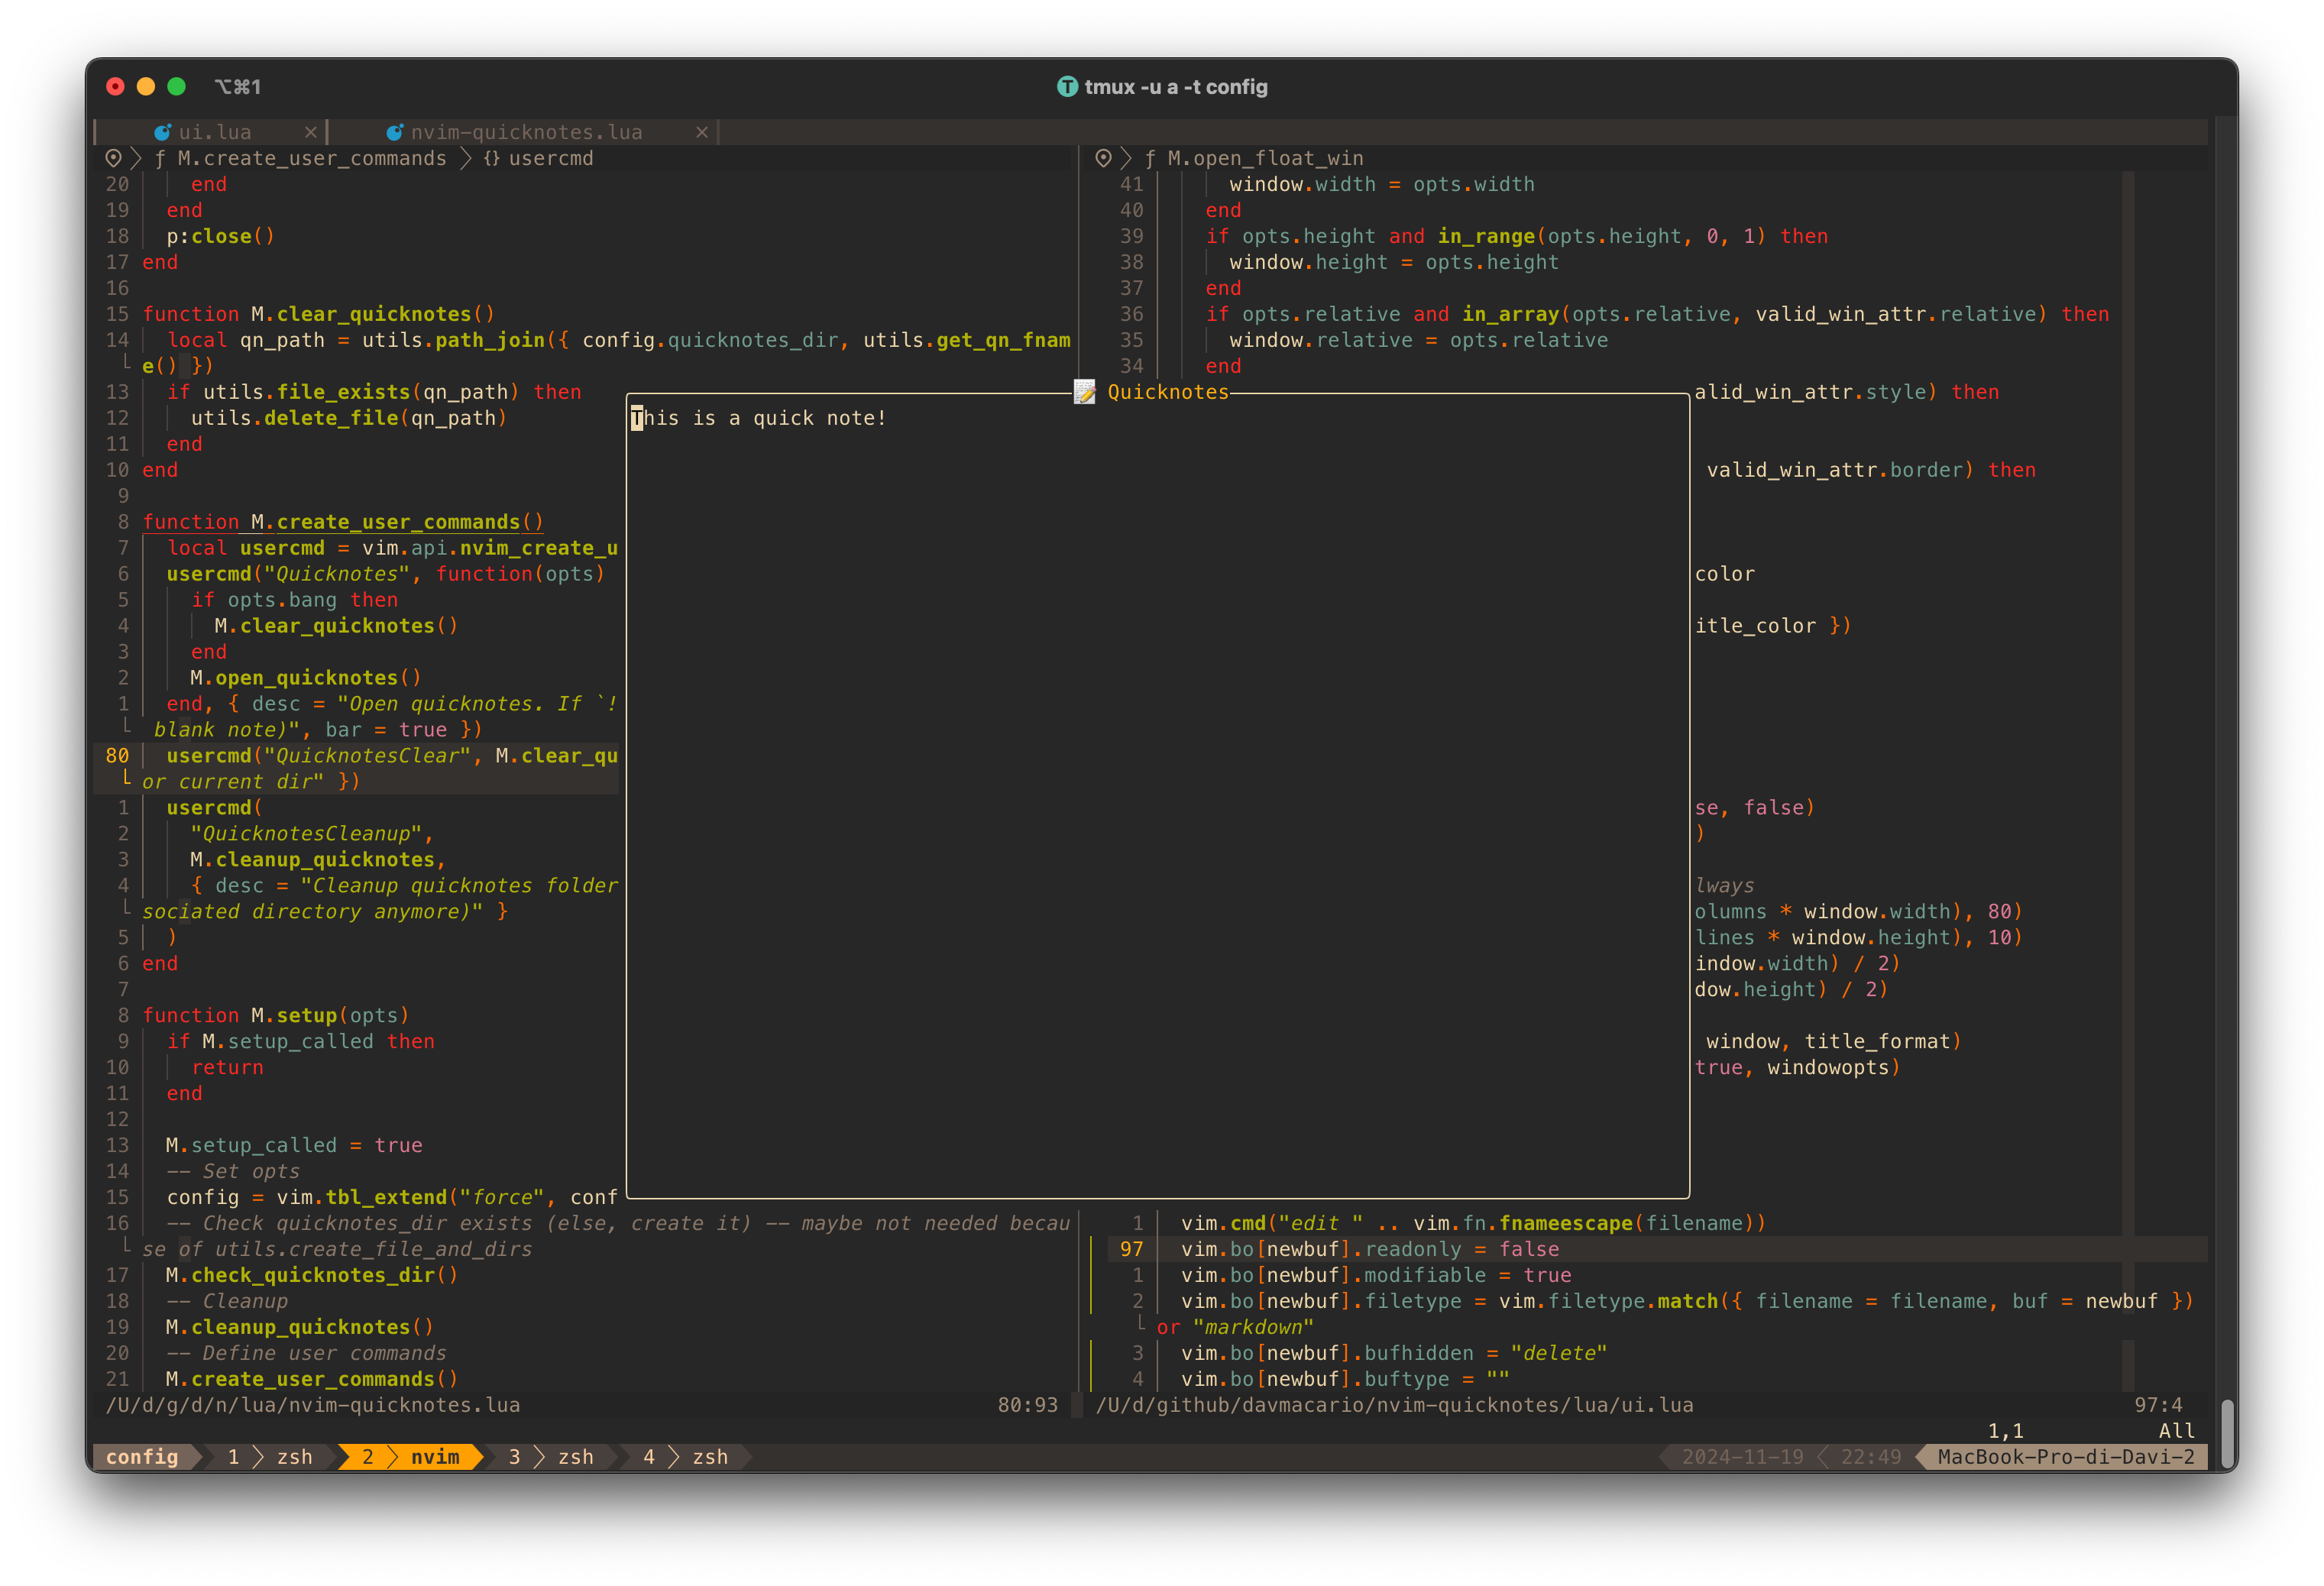 ⌥⌘1
T tmux -u a -t config
ui.lua × nvim-quicknotes.lua ×
ƒ M.create_user_commands {} usercmd
20 end
19 end
18 p:close()
17 end
16
15 function M.clear_quicknotes()
14 local qn_path = utils.path_join({ config.quicknotes_dir, utils.get_qn_fnam
e() })
13 if utils.file_exists(qn_path) then
12 utils.delete_file(qn_path)
11 end
10 end
9
8 function M.create_user_commands()
7 local usercmd = vim.api.nvim_create_u
6 usercmd("Quicknotes", function(opts)
5 if opts.bang then
4 M.clear_quicknotes()
3 end
2 M.open_quicknotes()
1 end, { desc = "Open quicknotes. If `!
blank note)", bar = true })
80 usercmd("QuicknotesClear", M.clear_qu
or current dir" })
1 usercmd(
2 "QuicknotesCleanup",
3 M.cleanup_quicknotes,
4 { desc = "Cleanup quicknotes folder
sociated directory anymore)" }
5 )
6 end
7
8 function M.setup(opts)
9 if M.setup_called then
10 return
11 end
12
13 M.setup_called = true
14 -- Set opts
15 config = vim.tbl_extend("force", conf
16 -- Check quicknotes_dir exists (else, create it) -- maybe not needed becau
se of utils.create_file_and_dirs
17 M.check_quicknotes_dir()
18 -- Cleanup
19 M.cleanup_quicknotes()
20 -- Define user commands
21 M.create_user_commands()
/U/d/g/d/n/lua/nvim-quicknotes.lua 80:93
ƒ M.open_float_win
41 window.width = opts.width
40 end
39 if opts.height and in_range(opts.height, 0, 1) then
38 window.height = opts.height
37 end
36 if opts.relative and in_array(opts.relative, valid_win_attr.relative) then
35 window.relative = opts.relative
34 end
📝 Quicknotes
This is a quick note!
alid_win_attr.style) then
valid_win_attr.border) then
color
itle_color })
se, false)
)
lways
olumns * window.width), 80)
lines * window.height), 10)
indow.width) / 2)
dow.height) / 2)
window, title_format)
true, windowopts)
1 vim.cmd("edit " .. vim.fn.fnameescape(filename))
97 vim.bo[newbuf].readonly = false
1 vim.bo[newbuf].modifiable = true
2 vim.bo[newbuf].filetype = vim.filetype.match({ filename = filename, buf = newbuf })
or "markdown"
3 vim.bo[newbuf].bufhidden = "delete"
4 vim.bo[newbuf].buftype = ""
/U/d/github/davmacario/nvim-quicknotes/lua/ui.lua 97:4
1,1 All
config 1 zsh 2 nvim 3 zsh 4 zsh 2024-11-19 22:49 MacBook-Pro-di-Davi-2